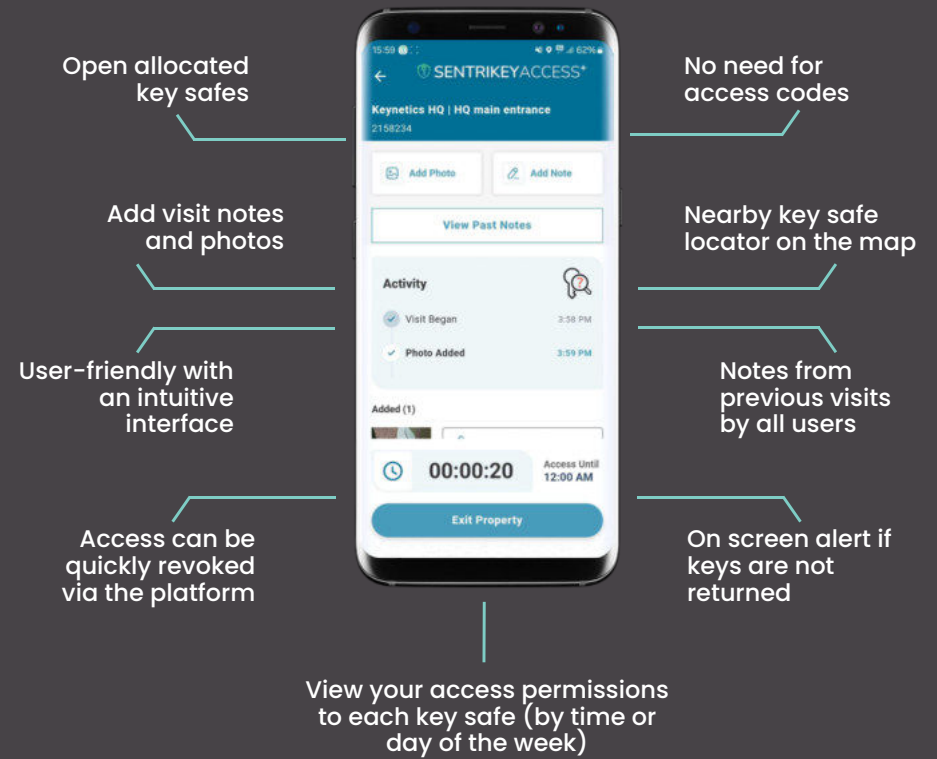 Open allocated
key safes
Add visit notes
and photos
User-friendly with
an intuitive
interface
Access can be
quickly revoked
via the platform
15:59
62%
SENTRIKEYACCESS+
Keynetics HQ | HQ main entrance
2158234
Add Photo
Add Note
View Past Notes
Activity
Visit Began 3:58 PM
Photo Added 3:59 PM
Added (1)
00:00:20
Access Until
12:00 AM
Exit Property
No need for
access codes
Nearby key safe
locator on the map
Notes from
previous visits
by all users
On screen alert if
keys are not
returned
View your access permissions
to each key safe (by time or
day of the week)